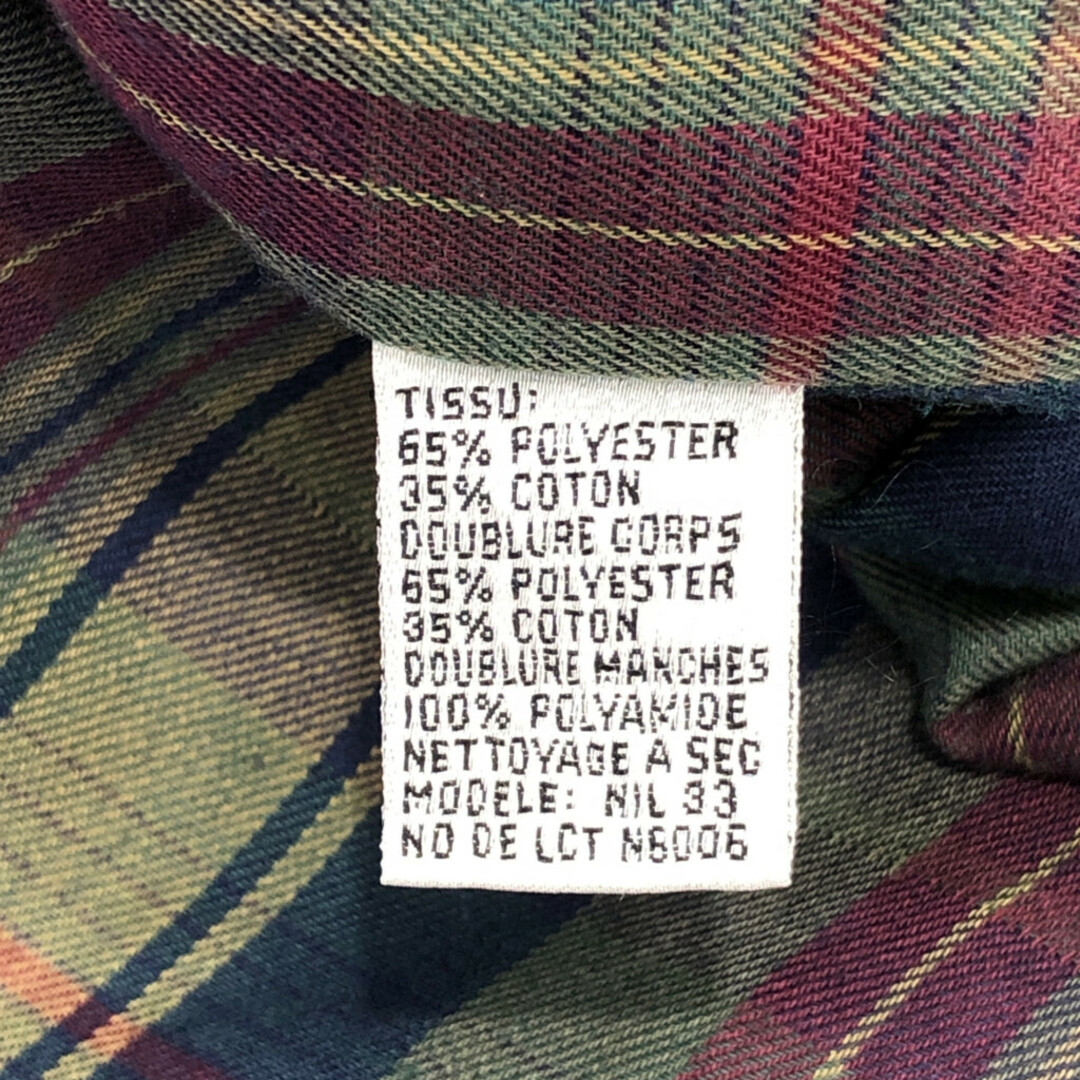 TISSU:
65% POLYESTER
35% COTON
DOUBLURE CORPS
65% POLYESTER
35% COTON
DOUBLURE MANCHES
100% POLYAMIDE
NETTOYAGE A SEC
MODELE: NIL 33
NO DE LOT N6006